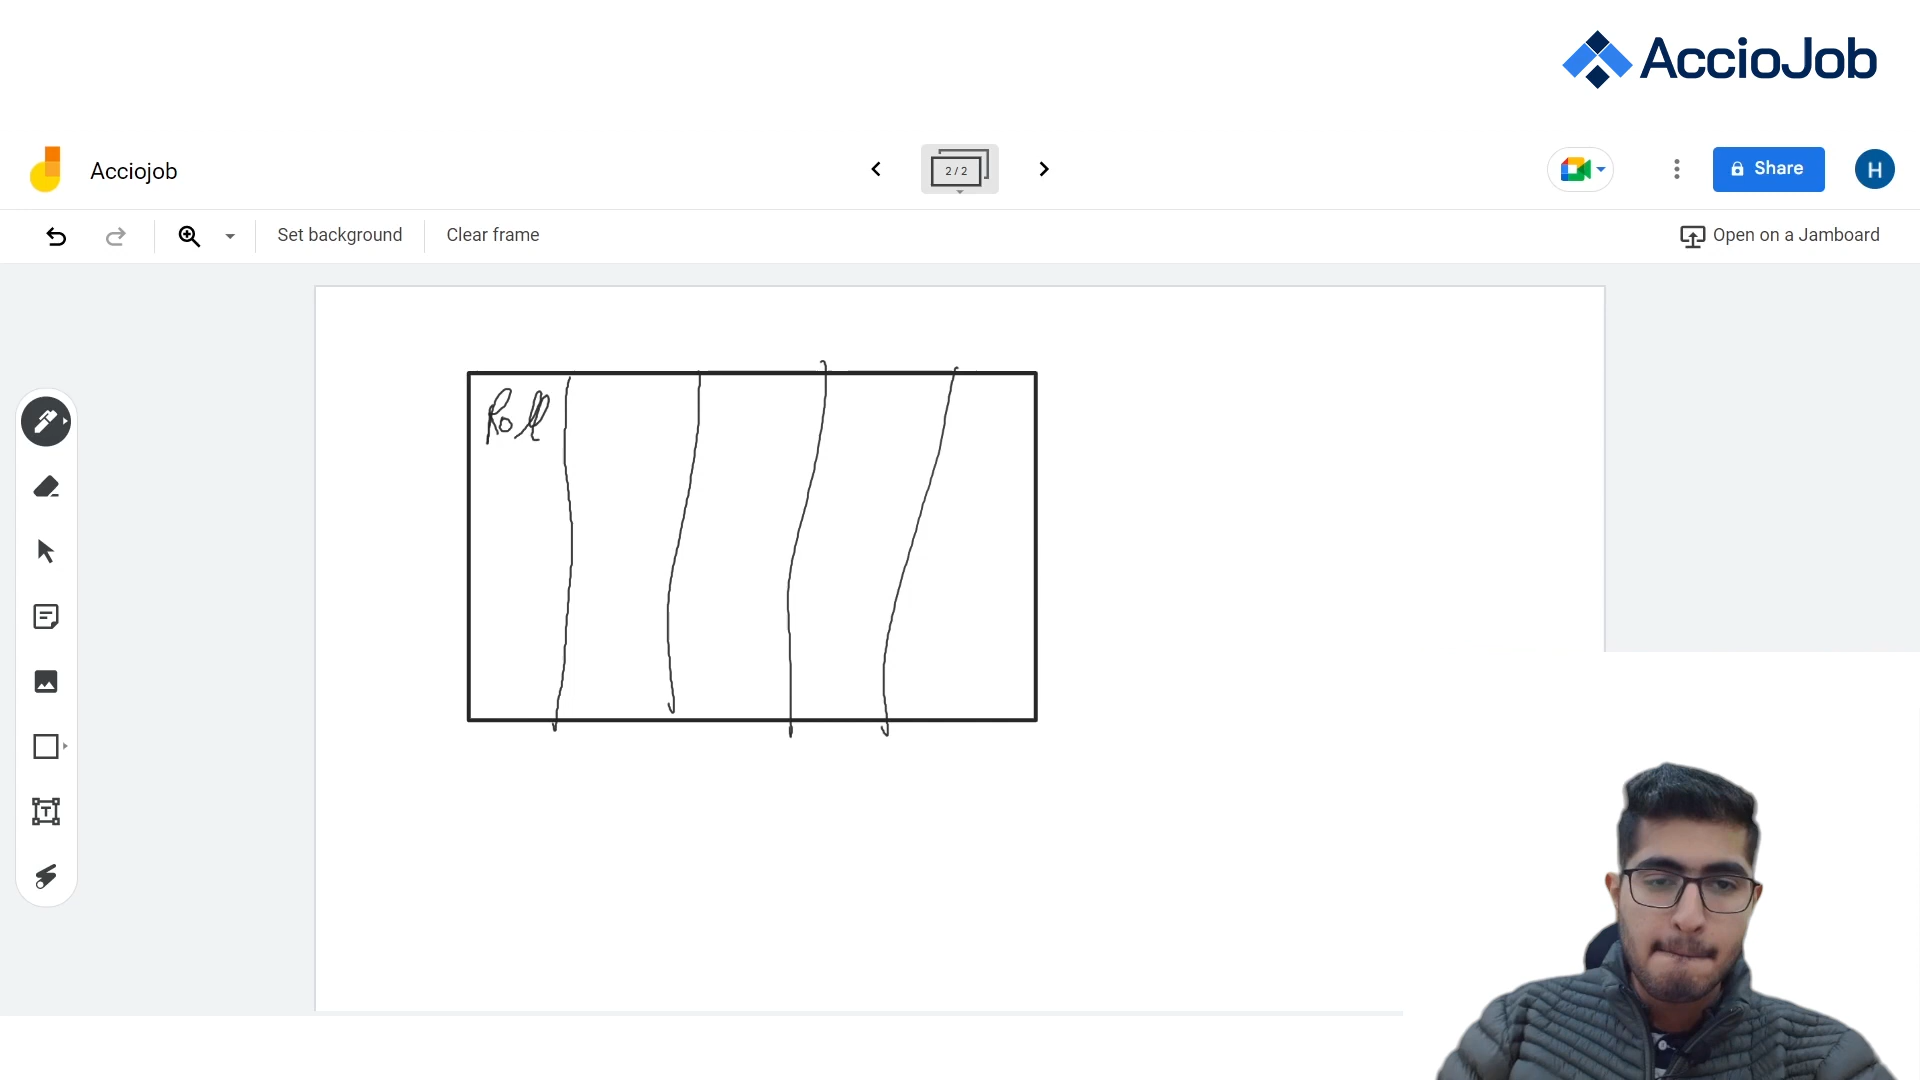 AccioJob
Acciojob
2 / 2
Share
H
Set background
Clear frame
Open on a Jamboard
Roll
T